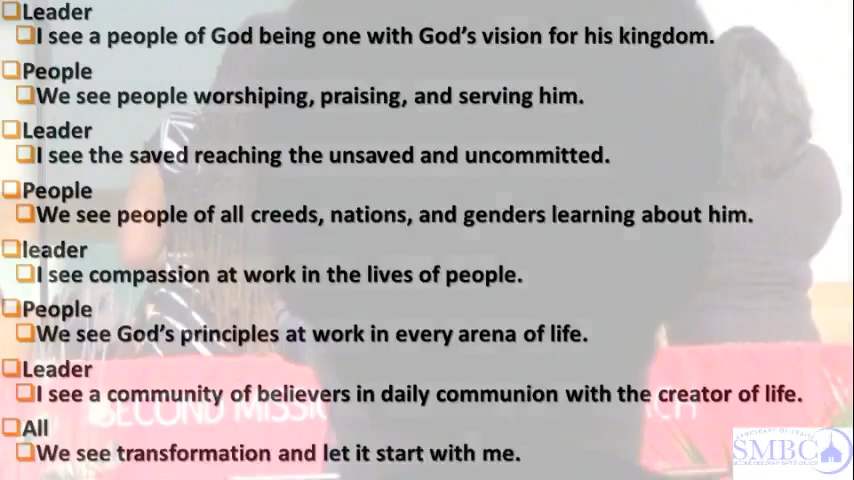 Leader
I see a people of God being one with God's vision for his kingdom.
People
We see people worshiping, praising, and serving him.
Leader
I see the saved reaching the unsaved and uncommitted.
People
We see people of all creeds, nations, and genders learning about him.
leader
I see compassion at work in the lives of people.
People
We see God's principles at work in every arena of life.
Leader
I see a community of believers in daily communion with the creator of life.
All
We see transformation and let it start with me.
SECOND
SMBC